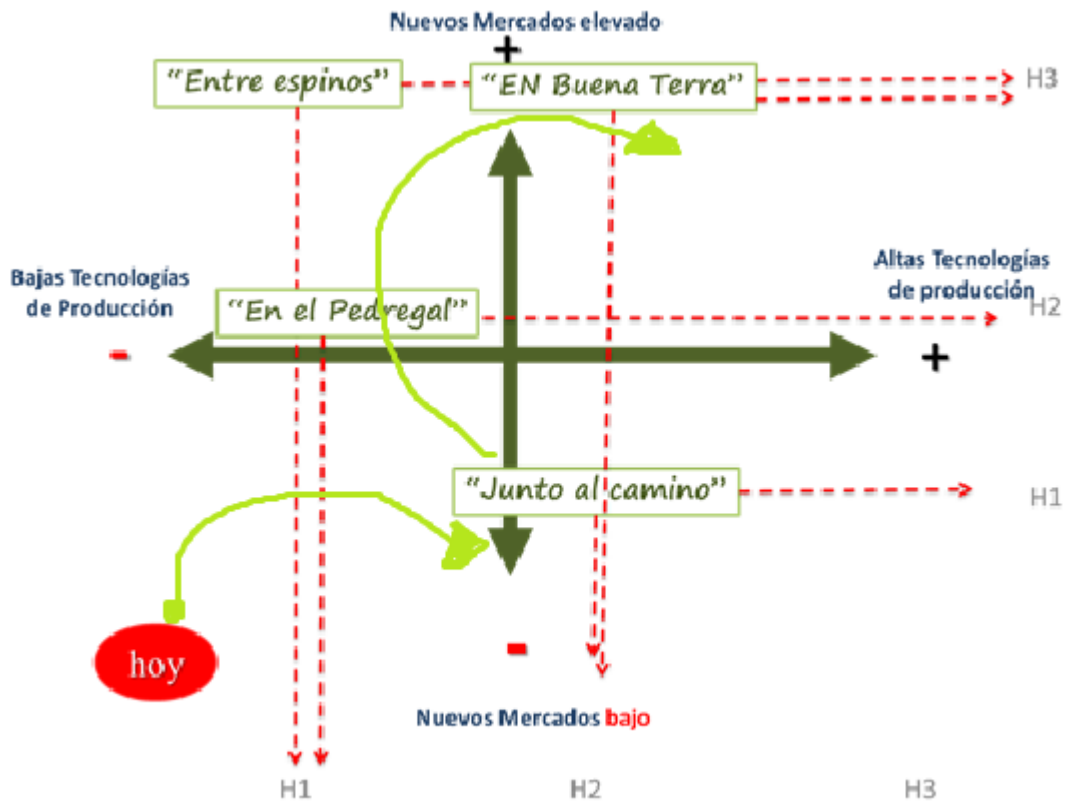 Nuevos Mercados elevado
+
"Entre espinos"
"EN Buena Terra"
H3
Bajas Tecnologías
de Producción
Altas Tecnologías
de producción
"En el Pedregal"
H2
-
+
"Junto al camino"
H1
hoy
-
Nuevos Mercados bajo
H1
H2
H3